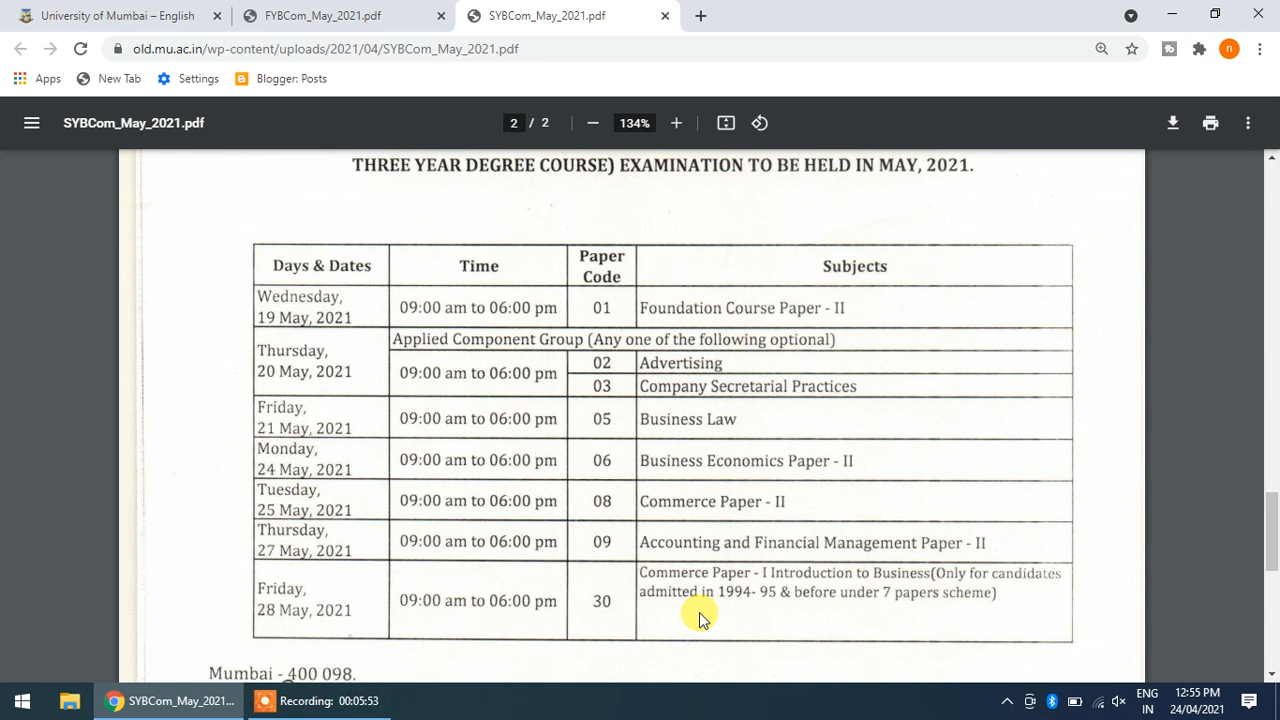 University of Mumbai – English
FYBCom_May_2021.pdf
SYBCom_May_2021.pdf
old.mu.ac.in/wp-content/uploads/2021/04/SYBCom_May_2021.pdf
n
Apps
New Tab
Settings
Blogger: Posts
SYBCom_May_2021.pdf
2 / 2
134%
THREE YEAR DEGREE COURSE) EXAMINATION TO BE HELD IN MAY, 2021.
Days & Dates
Time
Paper
Code
Subjects
Wednesday,
19 May, 2021
09:00 am to 06:00 pm
01
Foundation Course Paper - II
Thursday,
20 May, 2021
Applied Component Group (Any one of the following optional)
09:00 am to 06:00 pm
02
Advertising
03
Company Secretarial Practices
Friday,
21 May, 2021
09:00 am to 06:00 pm
05
Business Law
Monday,
24 May, 2021
09:00 am to 06:00 pm
06
Business Economics Paper - II
Tuesday,
25 May, 2021
09:00 am to 06:00 pm
08
Commerce Paper - II
Thursday,
27 May, 2021
09:00 am to 06:00 pm
09
Accounting and Financial Management Paper - II
Friday,
28 May, 2021
09:00 am to 06:00 pm
30
Commerce Paper - I Introduction to Business(Only for candidates
admitted in 1994- 95 & before under 7 papers scheme)
Mumbai - 400 098.
SYBCom_May_2021...
Recording: 00:05:53
ENG
IN
12:55 PM
24/04/2021